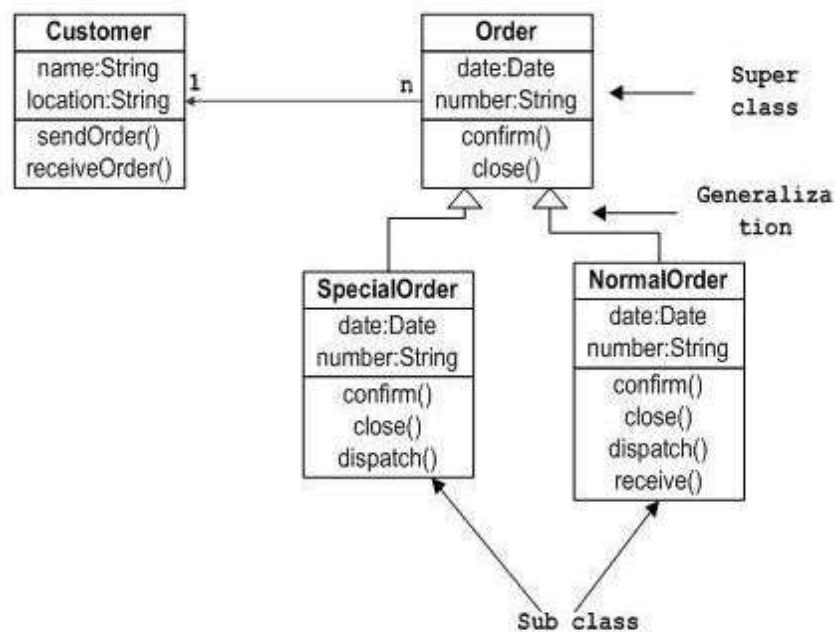 Customer
name:String
location:String
sendOrder()
receiveOrder()
1
n
Order
date:Date
number:String
confirm()
close()
Super
class
Generaliza
tion
SpecialOrder
date:Date
number:String
confirm()
close()
dispatch()
NormalOrder
date:Date
number:String
confirm()
close()
dispatch()
receive()
Sub class